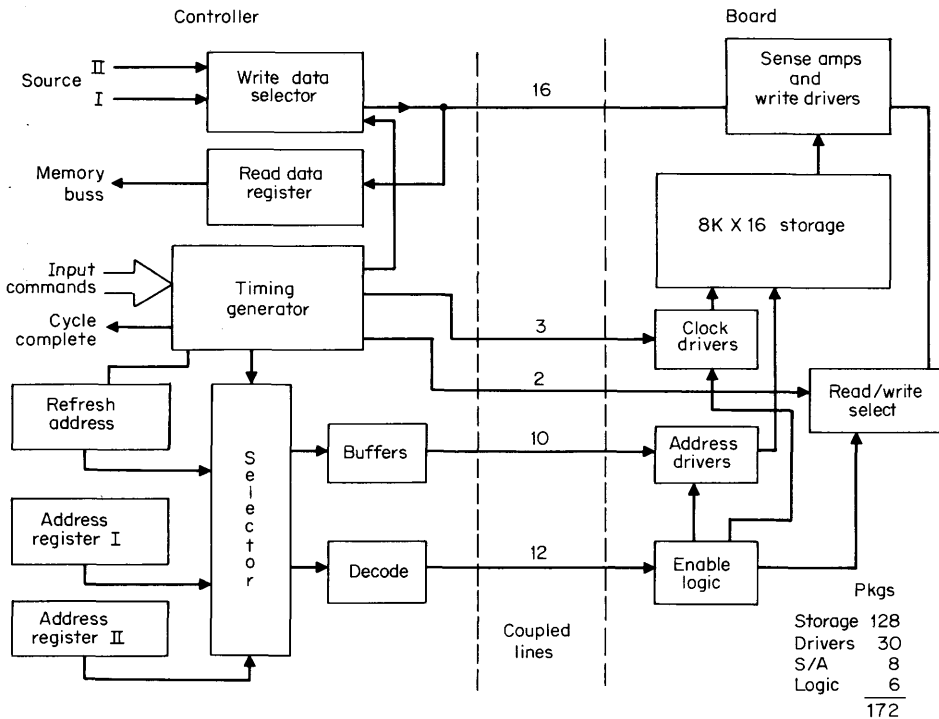 Controller
Board
Source
II
I
Write data
selector
16
Sense amps
and
write drivers
Memory
buss
Read data
register
8K X 16 storage
Input
commands
Timing
generator
Cycle
complete
3
Clock
drivers
2
Read/write
select
Refresh
address
Selector
Buffers
10
Address
drivers
Address
register I
Decode
12
Enable
logic
Address
register II
Coupled
lines
Pkgs
Storage 128
Drivers 30
S/A 8
Logic 6
172